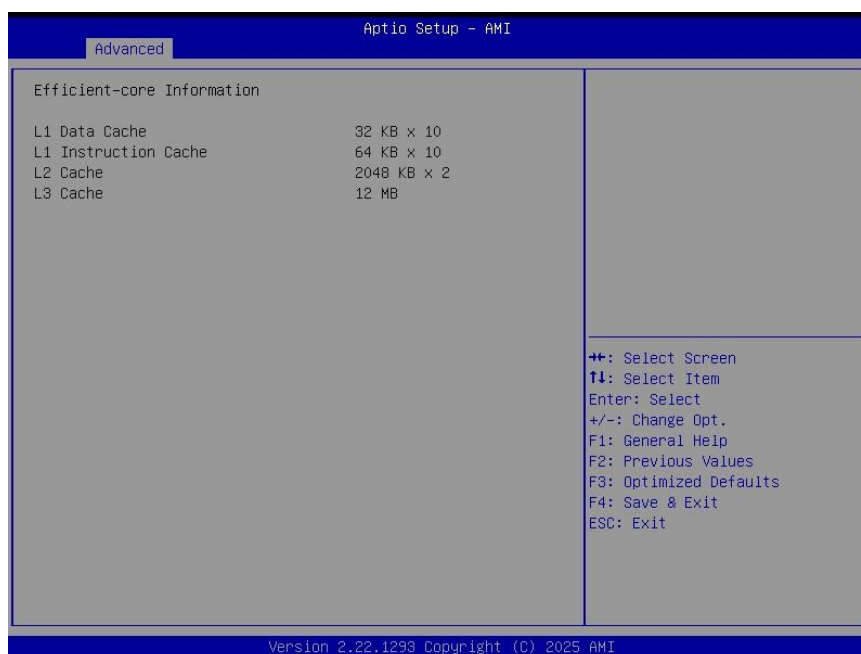 Aptio Setup - AMI
Advanced
Efficient-core Information
L1 Data Cache 32 KB x 10
L1 Instruction Cache 64 KB x 10
L2 Cache 2048 KB x 2
L3 Cache 12 MB
→←: Select Screen
↑↓: Select Item
Enter: Select
+/-: Change Opt.
F1: General Help
F2: Previous Values
F3: Optimized Defaults
F4: Save & Exit
ESC: Exit
Version 2.22.1293 Copyright (C) 2025 AMI